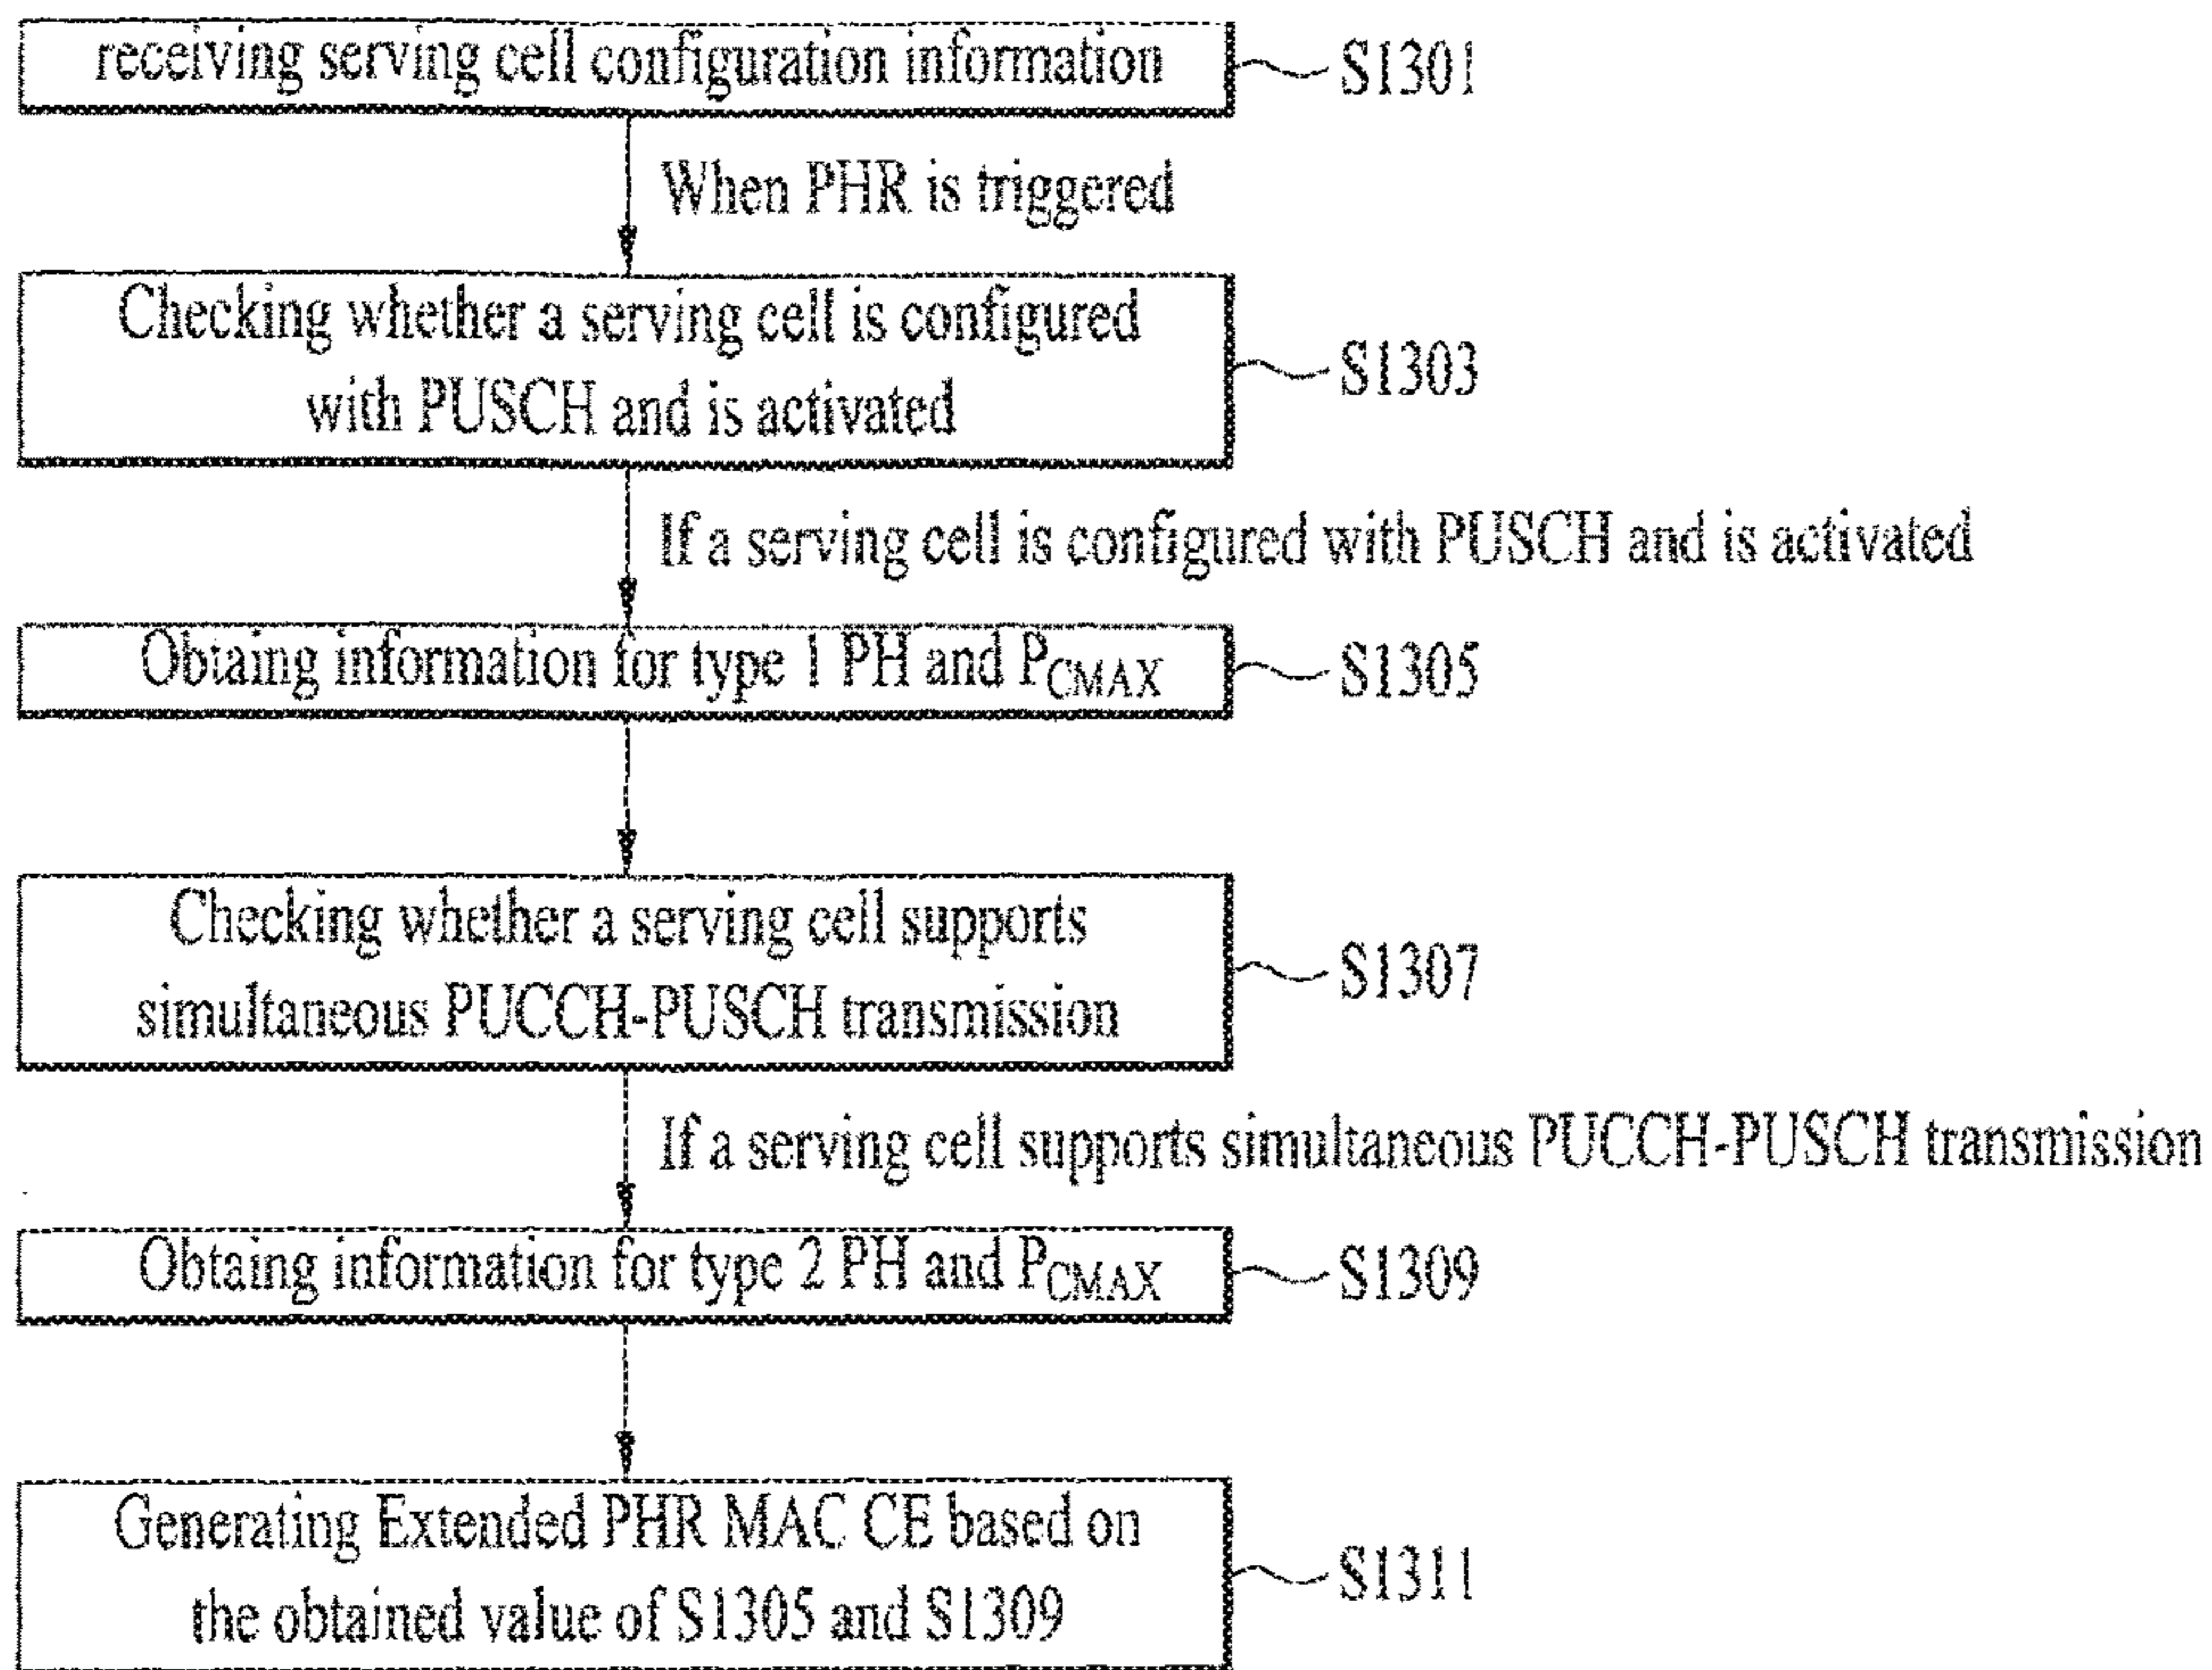 receiving serving cell configuration information
S1301
When PHR is triggered
Checking whether a serving cell is configured
with PUSCH and is activated
S1303
If a serving cell is configured with PUSCH and is activated
Obtaing information for type 1 PH and PCMAX
S1305
Checking whether a serving cell supports
simultaneous PUCCH-PUSCH transmission
S1307
If a serving cell supports simultaneous PUCCH-PUSCH transmission
Obtaing information for type 2 PH and PCMAX
S1309
Generating Extended PHR MAC CE based on
the obtained value of S1305 and S1309
S1311